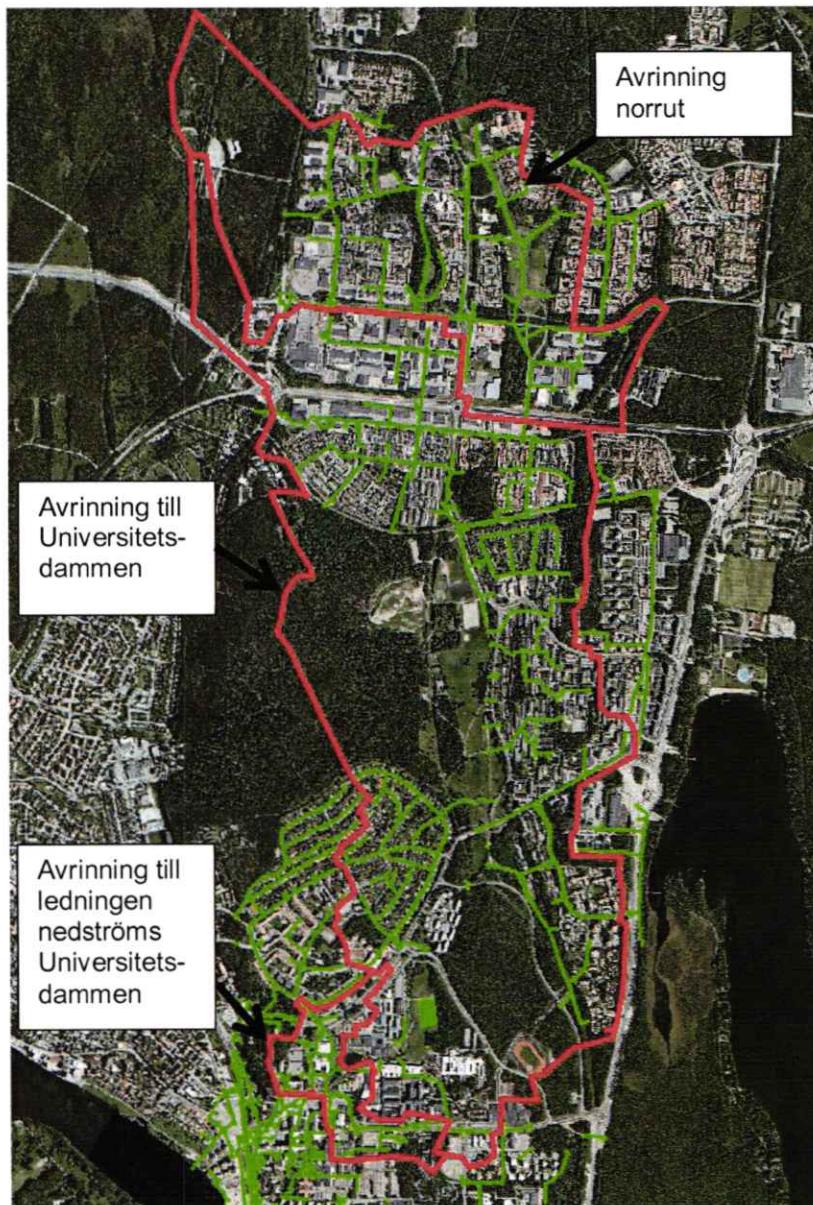 Avrinning
norrut
Avrinning till
Universitets-
dammen
Avrinning till
ledningen
nedströms
Universitets-
dammen